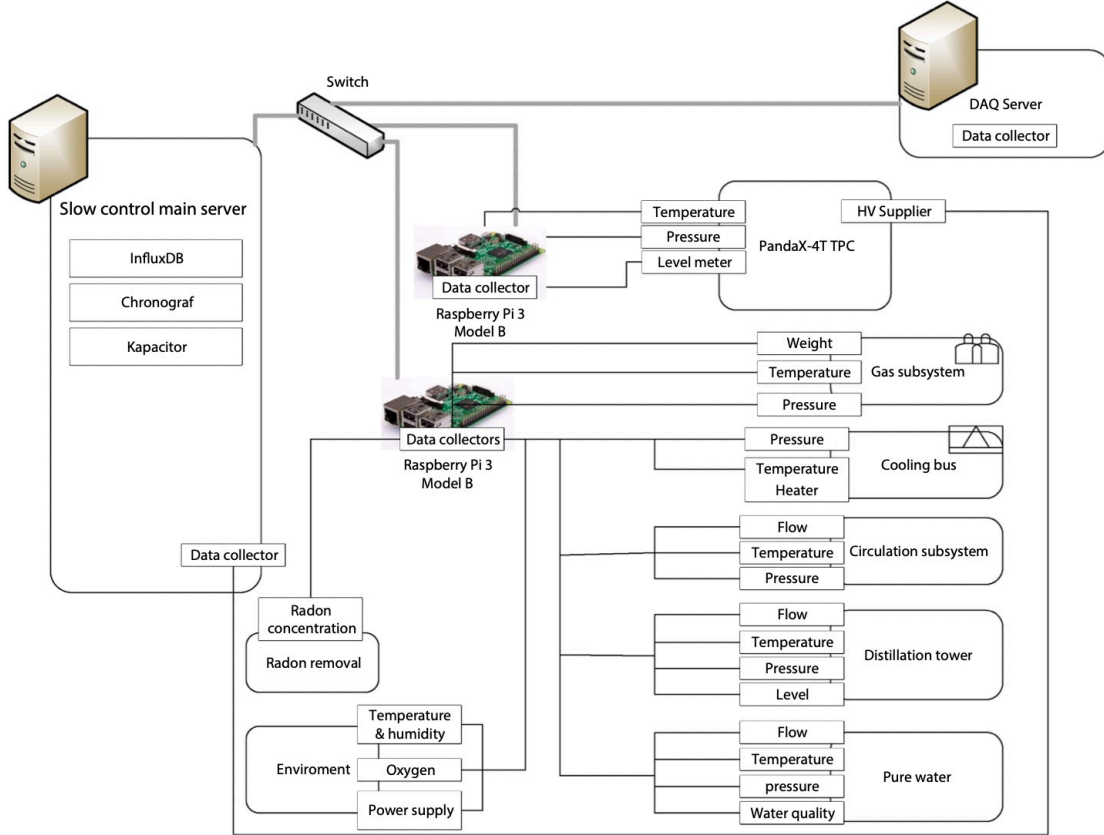 Switch
DAQ Server
Data collector
Slow control main server
InfluxDB
Chronograf
Kapacitor
Temperature
Pressure
Level meter
PandaX-4T TPC
HV Supplier
Data collector
Raspberry Pi 3
Model B
Weight
Temperature
Pressure
Gas subsystem
Data collectors
Raspberry Pi 3
Model B
Pressure
Temperature
Heater
Cooling bus
Flow
Temperature
Pressure
Circulation subsystem
Data collector
Radon
concentration
Radon removal
Flow
Temperature
Pressure
Level
Distillation tower
Temperature
& humidity
Oxygen
Power supply
Enviroment
Flow
Temperature
pressure
Water quality
Pure water